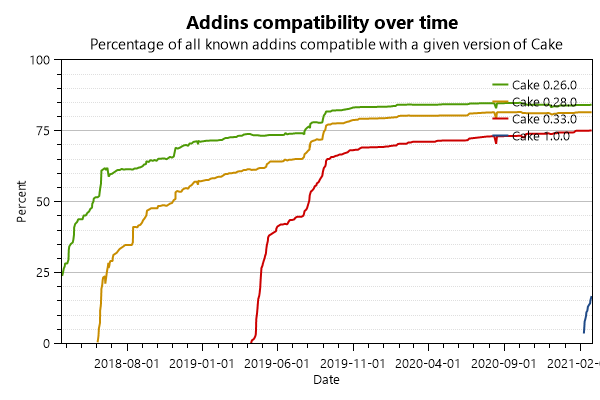 Addins compatibility over time
Percentage of all known addins compatible with a given version of Cake
100
75
50
25
0
Percent
Cake 0.26.0
Cake 0.28.0
Cake 0.33.0
Cake 1.0.0
2018-08-01 2019-01-01 2019-06-01 2019-11-01 2020-04-01 2020-09-01 2021-02-0
Date